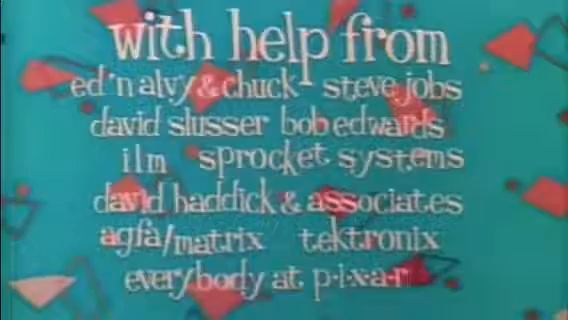 with help from
ed'n alvy & chuck- steve jobs
david slusser bob edwards
ilm sprocket systems
david haddick & associates
agfa/matrix tektronix
everybody at p·i·x·a·r